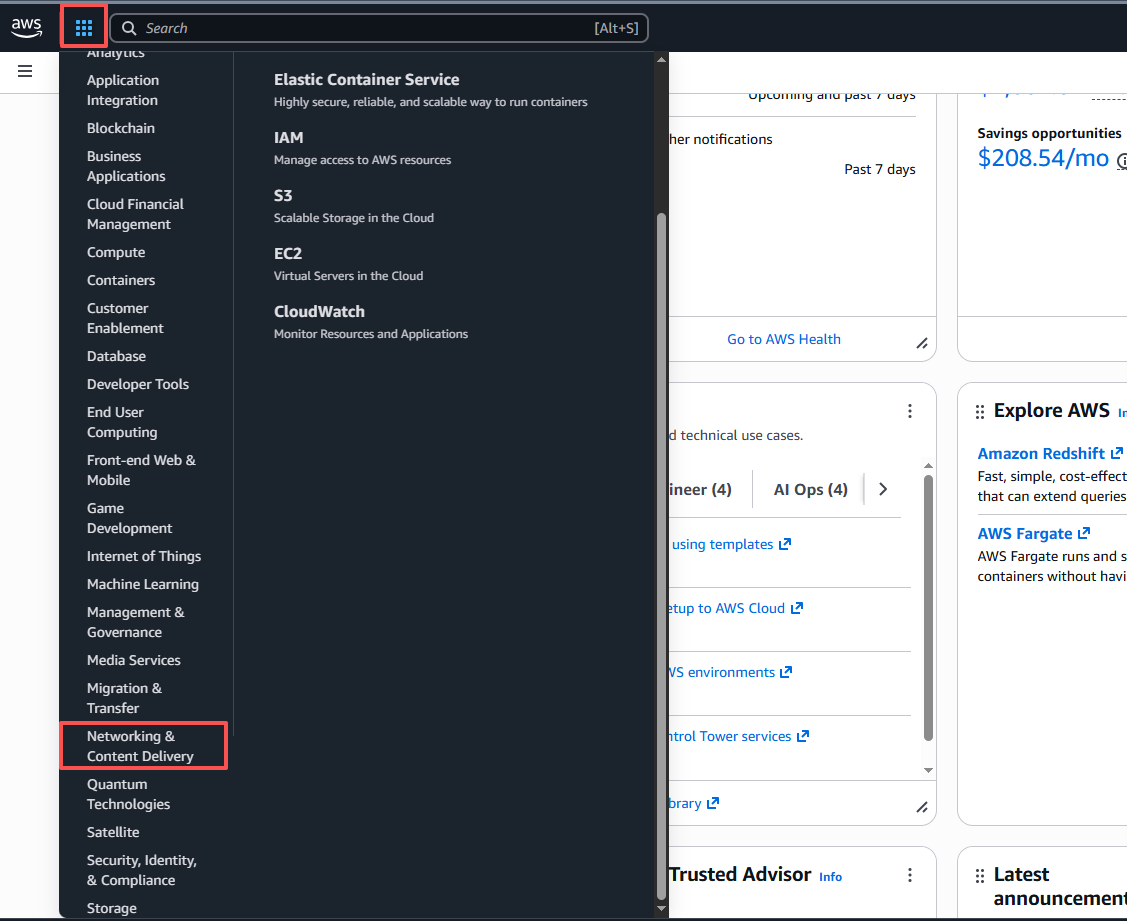 aws
Search
[Alt+S]
Analytics
Application
Integration
Blockchain
Business
Applications
Cloud Financial
Management
Compute
Containers
Customer
Enablement
Database
Developer Tools
End User
Computing
Front-end Web &
Mobile
Game
Development
Internet of Things
Machine Learning
Management &
Governance
Media Services
Migration &
Transfer
Networking &
Content Delivery
Quantum
Technologies
Satellite
Security, Identity,
& Compliance
Storage
Elastic Container Service
Highly secure, reliable, and scalable way to run containers
IAM
Manage access to AWS resources
S3
Scalable Storage in the Cloud
EC2
Virtual Servers in the Cloud
CloudWatch
Monitor Resources and Applications
Upcoming and past 7 days
her notifications
Past 7 days
Go to AWS Health
Savings opportunities
$208.54/mo
d technical use cases.
ineer (4)
AI Ops (4)
using templates
etup to AWS Cloud
WS environments
ntrol Tower services
brary
Explore AWS
In
Amazon Redshift
Fast, simple, cost-effect
that can extend queries
AWS Fargate
AWS Fargate runs and s
containers without havi
Trusted Advisor Info
Latest
announcement